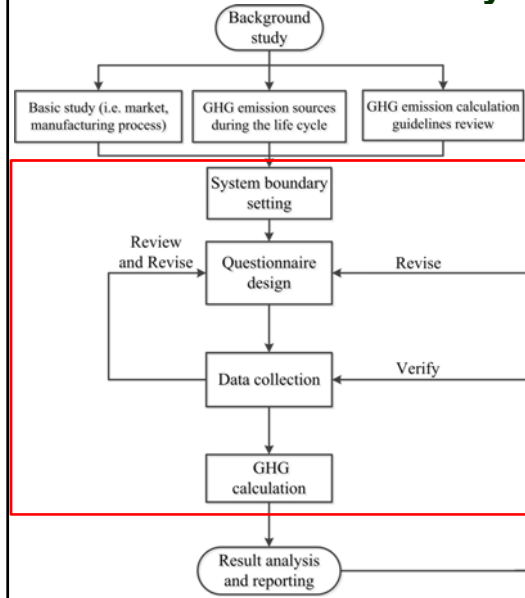 Background
study
Basic study (i.e. market,
manufacturing process)
GHG emission sources
during the life cycle
GHG emission calculation
guidelines review
System boundary
setting
Review
and Revise
Questionnaire
design
Revise
Data collection
Verify
GHG
calculation
Result analysis
and reporting